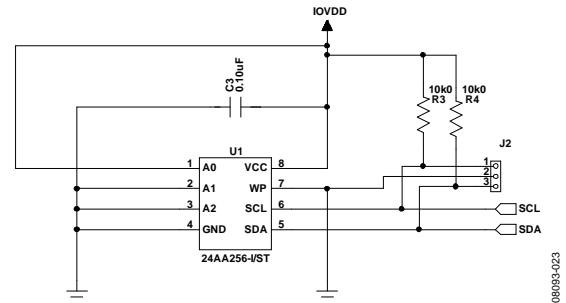 IOVDD
C3
0.10uF
10k0
R3
10k0
R4
J2
1
2
3
U1
1 A0 VCC 8
2 A1 WP 7
3 A2 SCL 6
4 GND SDA 5
24AA256-I/ST
SCL
SDA
08093-023